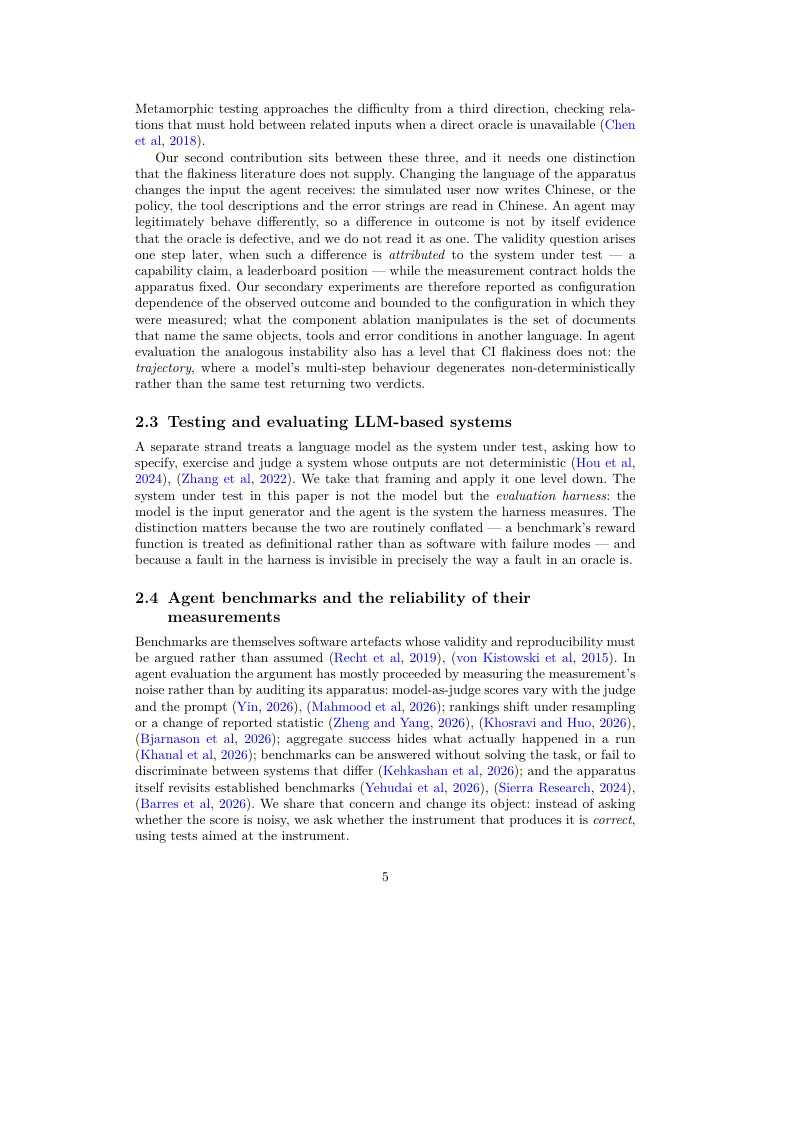 Metamorphic testing approaches the difficulty from a third direction, checking rela-
tions that must hold between related inputs when a direct oracle is unavailable (Chen
et al, 2018).
Our second contribution sits between these three, and it needs one distinction
that the flakiness literature does not supply. Changing the language of the apparatus
changes the input the agent receives: the simulated user now writes Chinese, or the
policy, the tool descriptions and the error strings are read in Chinese. An agent may
legitimately behave differently, so a difference in outcome is not by itself evidence
that the oracle is defective, and we do not read it as one. The validity question arises
one step later, when such a difference is attributed to the system under test — a
capability claim, a leaderboard position — while the measurement contract holds the
apparatus fixed. Our secondary experiments are therefore reported as configuration
dependence of the observed outcome and bounded to the configuration in which they
were measured; what the component ablation manipulates is the set of documents
that name the same objects, tools and error conditions in another language. In agent
evaluation the analogous instability also has a level that CI flakiness does not: the
trajectory, where a model's multi-step behaviour degenerates non-deterministically
rather than the same test returning two verdicts.
2.3 Testing and evaluating LLM-based systems
A separate strand treats a language model as the system under test, asking how to
specify, exercise and judge a system whose outputs are not deterministic (Hou et al,
2024), (Zhang et al, 2022). We take that framing and apply it one level down. The
system under test in this paper is not the model but the evaluation harness: the
model is the input generator and the agent is the system the harness measures. The
distinction matters because the two are routinely conflated — a benchmark's reward
function is treated as definitional rather than as software with failure modes — and
because a fault in the harness is invisible in precisely the way a fault in an oracle is.
2.4 Agent benchmarks and the reliability of their
measurements
Benchmarks are themselves software artefacts whose validity and reproducibility must
be argued rather than assumed (Recht et al, 2019), (von Kistowski et al, 2015). In
agent evaluation the argument has mostly proceeded by measuring the measurement's
noise rather than by auditing its apparatus: model-as-judge scores vary with the judge
and the prompt (Yin, 2026), (Mahmood et al, 2026); rankings shift under resampling
or a change of reported statistic (Zheng and Yang, 2026), (Khosravi and Huo, 2026),
(Bjarnason et al, 2026); aggregate success hides what actually happened in a run
(Khanal et al, 2026); benchmarks can be answered without solving the task, or fail to
discriminate between systems that differ (Kehkashan et al, 2026); and the apparatus
itself revisits established benchmarks (Yehudai et al, 2026), (Sierra Research, 2024),
(Barres et al, 2026). We share that concern and change its object: instead of asking
whether the score is noisy, we ask whether the instrument that produces it is correct,
using tests aimed at the instrument.
5